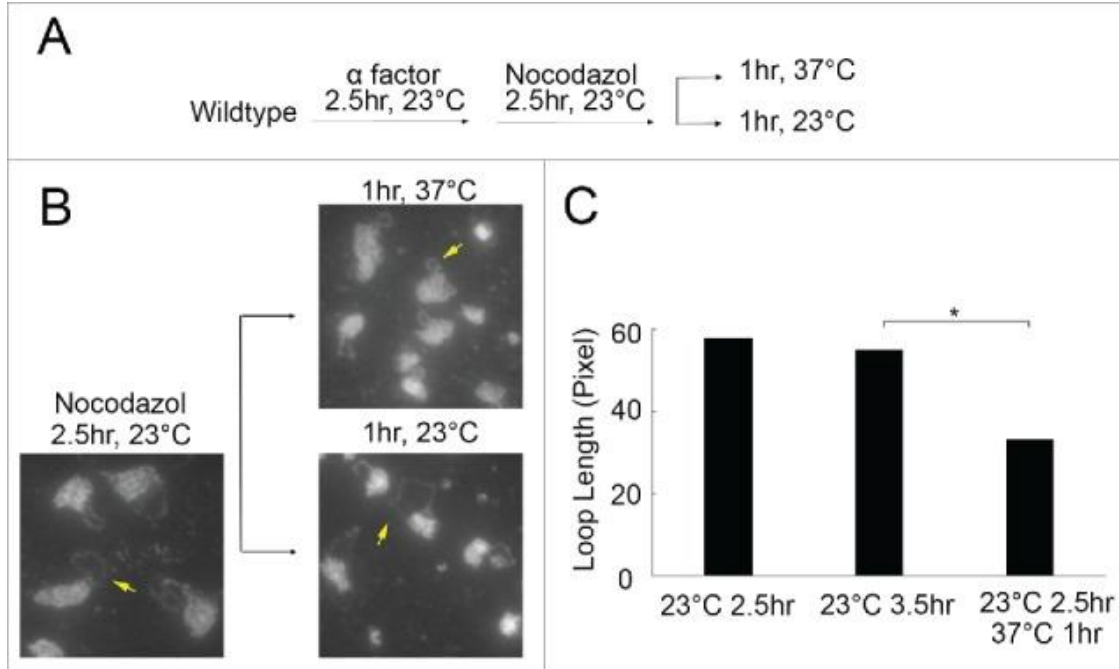 A
Wildtype
α factor
2.5hr, 23°C
Nocodazol
2.5hr, 23°C
1hr, 37°C
1hr, 23°C
B
1hr, 37°C
Nocodazol
2.5hr, 23°C
1hr, 23°C
C
Loop Length (Pixel)
60
40
20
0
*
23°C 2.5hr
23°C 3.5hr
23°C 2.5hr
37°C 1hr